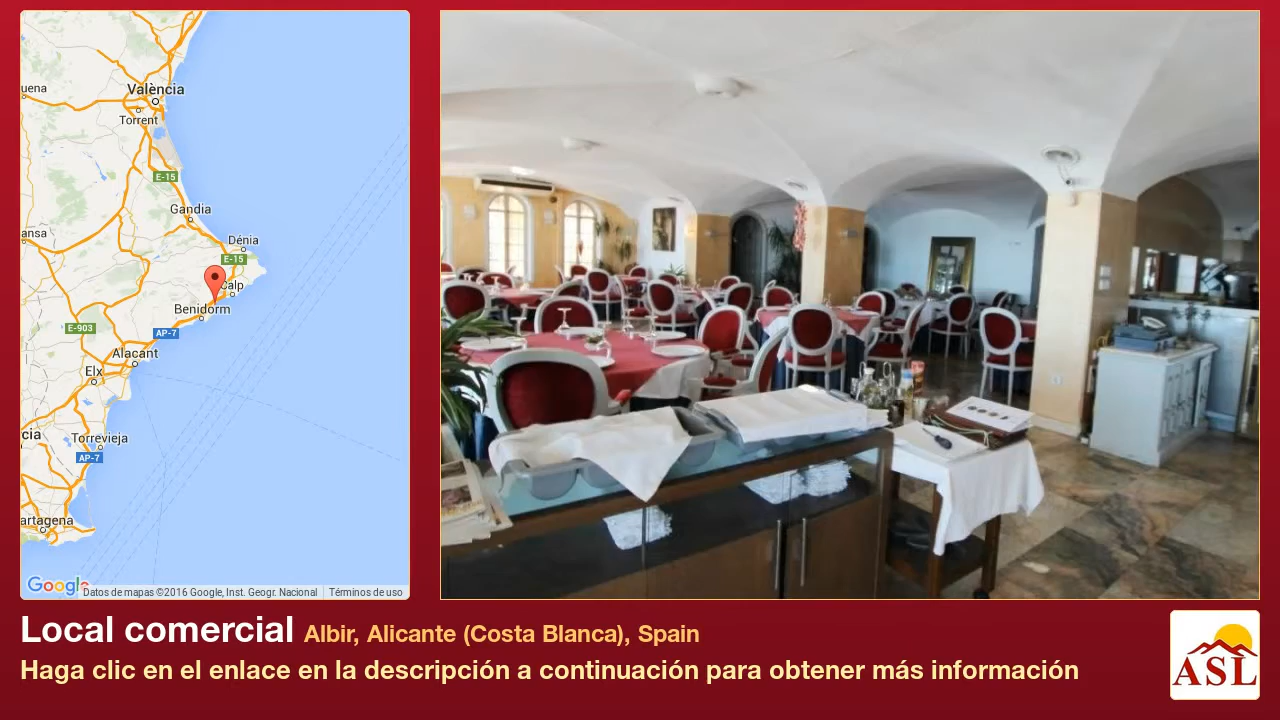 uena
València
Torrent
E-15
Gandia
ansa
Dénia
E-15
Calp
Benidorm
E-903
AP-7
Alacant
Elx
cia
Torrevieja
AP-7
artagena
Google
Datos de mapas ©2016 Google, Inst. Geogr. Nacional
Términos de uso
Local comercial Albir, Alicante (Costa Blanca), Spain
Haga clic en el enlace en la descripción a continuación para obtener más información
ASL